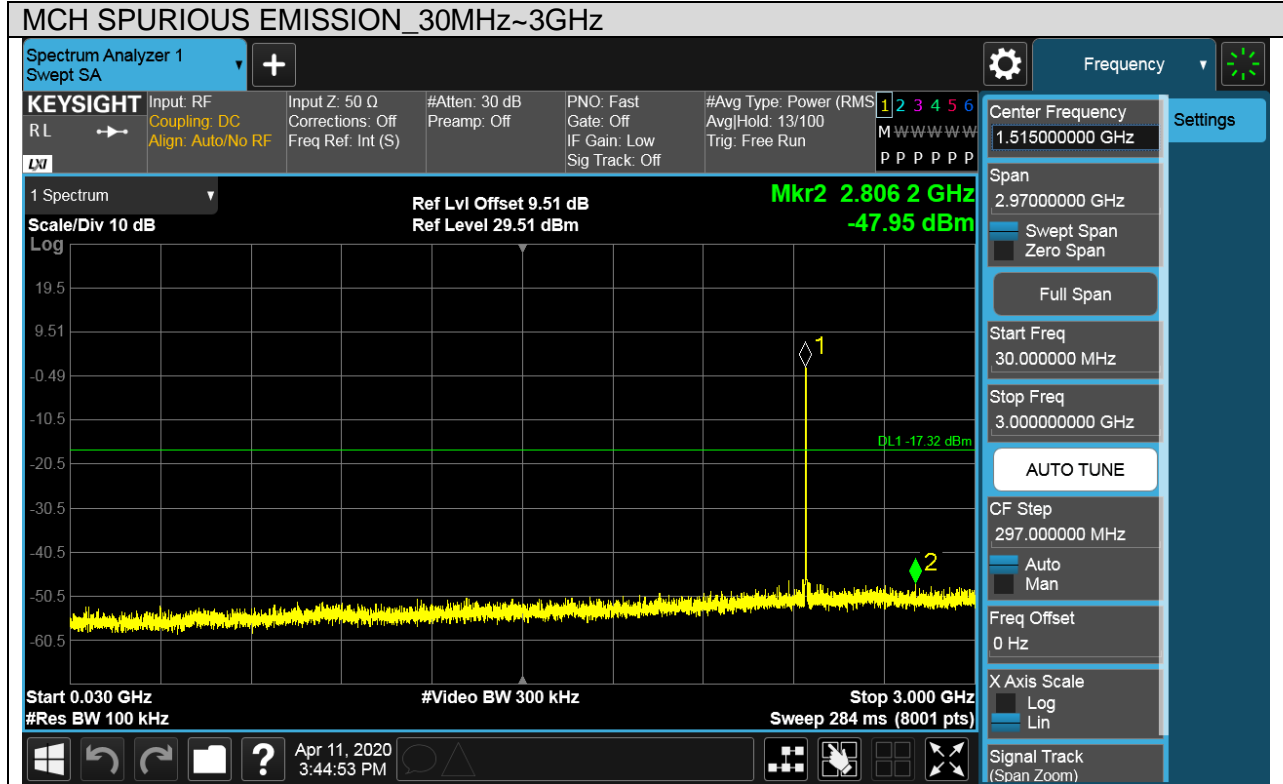 MCH SPURIOUS EMISSION_30MHz~3GHz
Spectrum Analyzer 1
Swept SA
Frequency
KEYSIGHT
RL
LXI
Input: RF
Coupling: DC
Align: Auto/No RF
Input Z: 50 Ω
Corrections: Off
Freq Ref: Int (S)
#Atten: 30 dB
Preamp: Off
PNO: Fast
Gate: Off
IF Gain: Low
Sig Track: Off
#Avg Type: Power (RMS
Avg|Hold: 13/100
Trig: Free Run
1 2 3 4 5 6
M W W W W W
P P P P P P
1 Spectrum
Scale/Div 10 dB
Log
Ref Lvl Offset 9.51 dB
Ref Level 29.51 dBm
Mkr2 2.806 2 GHz
-47.95 dBm
19.5
9.51
-0.49
-10.5
-20.5
-30.5
-40.5
-50.5
-60.5
1
DL1 -17.32 dBm
2
Start 0.030 GHz
#Res BW 100 kHz
#Video BW 300 kHz
Stop 3.000 GHz
Sweep 284 ms (8001 pts)
Center Frequency
1.515000000 GHz
Span
2.97000000 GHz
Swept Span
Zero Span
Full Span
Start Freq
30.000000 MHz
Stop Freq
3.000000000 GHz
AUTO TUNE
CF Step
297.000000 MHz
Auto
Man
Freq Offset
0 Hz
X Axis Scale
Log
Lin
Signal Track
(Span Zoom)
Settings
?
Apr 11, 2020
3:44:53 PM